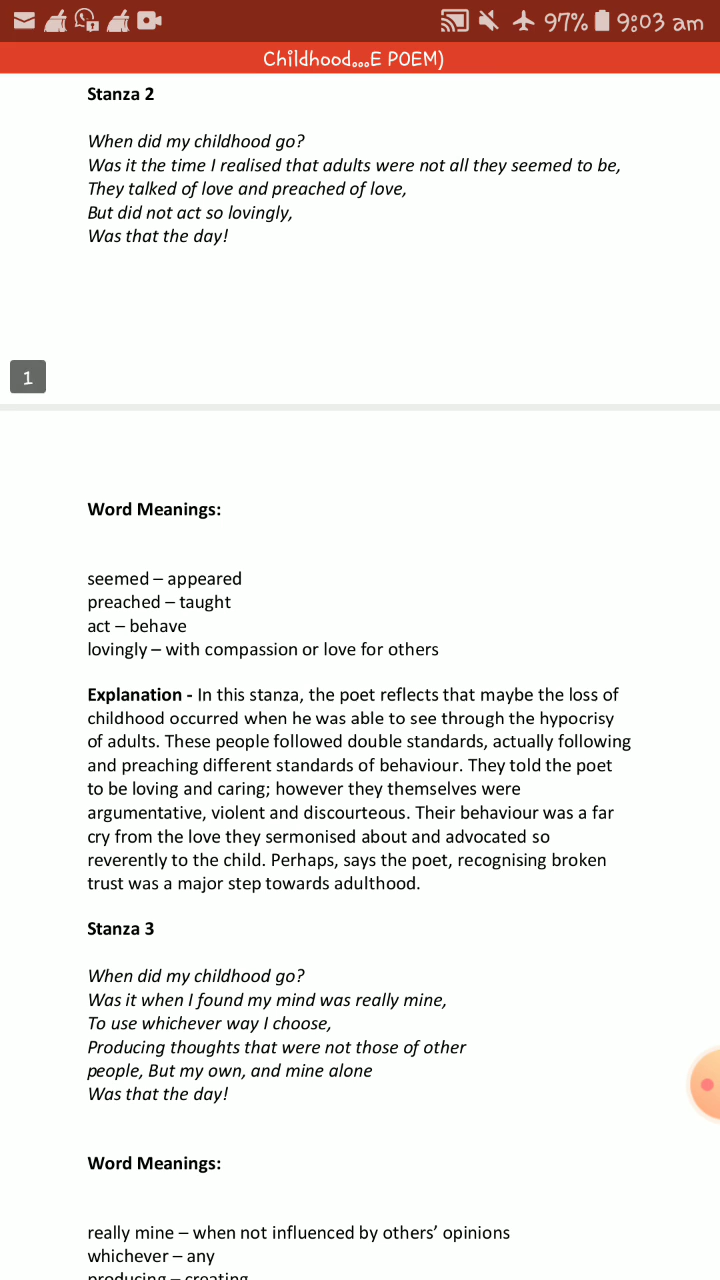 97% 9:03 am
Childhood...E POEM)
Stanza 2
When did my childhood go?
Was it the time I realised that adults were not all they seemed to be,
They talked of love and preached of love,
But did not act so lovingly,
Was that the day!
1
Word Meanings:
seemed – appeared
preached – taught
act – behave
lovingly – with compassion or love for others
Explanation - In this stanza, the poet reflects that maybe the loss of
childhood occurred when he was able to see through the hypocrisy
of adults. These people followed double standards, actually following
and preaching different standards of behaviour. They told the poet
to be loving and caring; however they themselves were
argumentative, violent and discourteous. Their behaviour was a far
cry from the love they sermonised about and advocated so
reverently to the child. Perhaps, says the poet, recognising broken
trust was a major step towards adulthood.
Stanza 3
When did my childhood go?
Was it when I found my mind was really mine,
To use whichever way I choose,
Producing thoughts that were not those of other
people, But my own, and mine alone
Was that the day!
Word Meanings:
really mine – when not influenced by others’ opinions
whichever – any
producing – creating